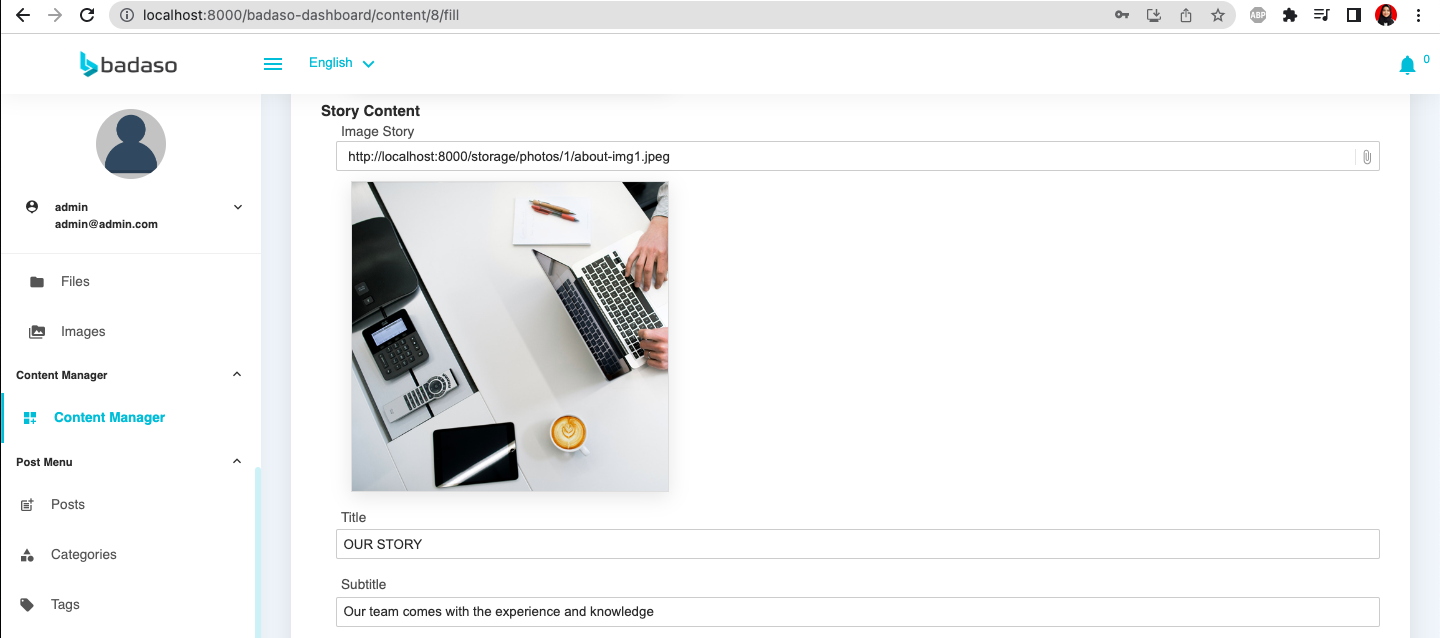 localhost:8000/badaso-dashboard/content/8/fill
ABP
badaso
English
0
admin
admin@admin.com
Files
Images
Content Manager
Content Manager
Post Menu
Posts
Categories
Tags
Story Content
Image Story
http://localhost:8000/storage/photos/1/about-img1.jpeg
Title
OUR STORY
Subtitle
Our team comes with the experience and knowledge